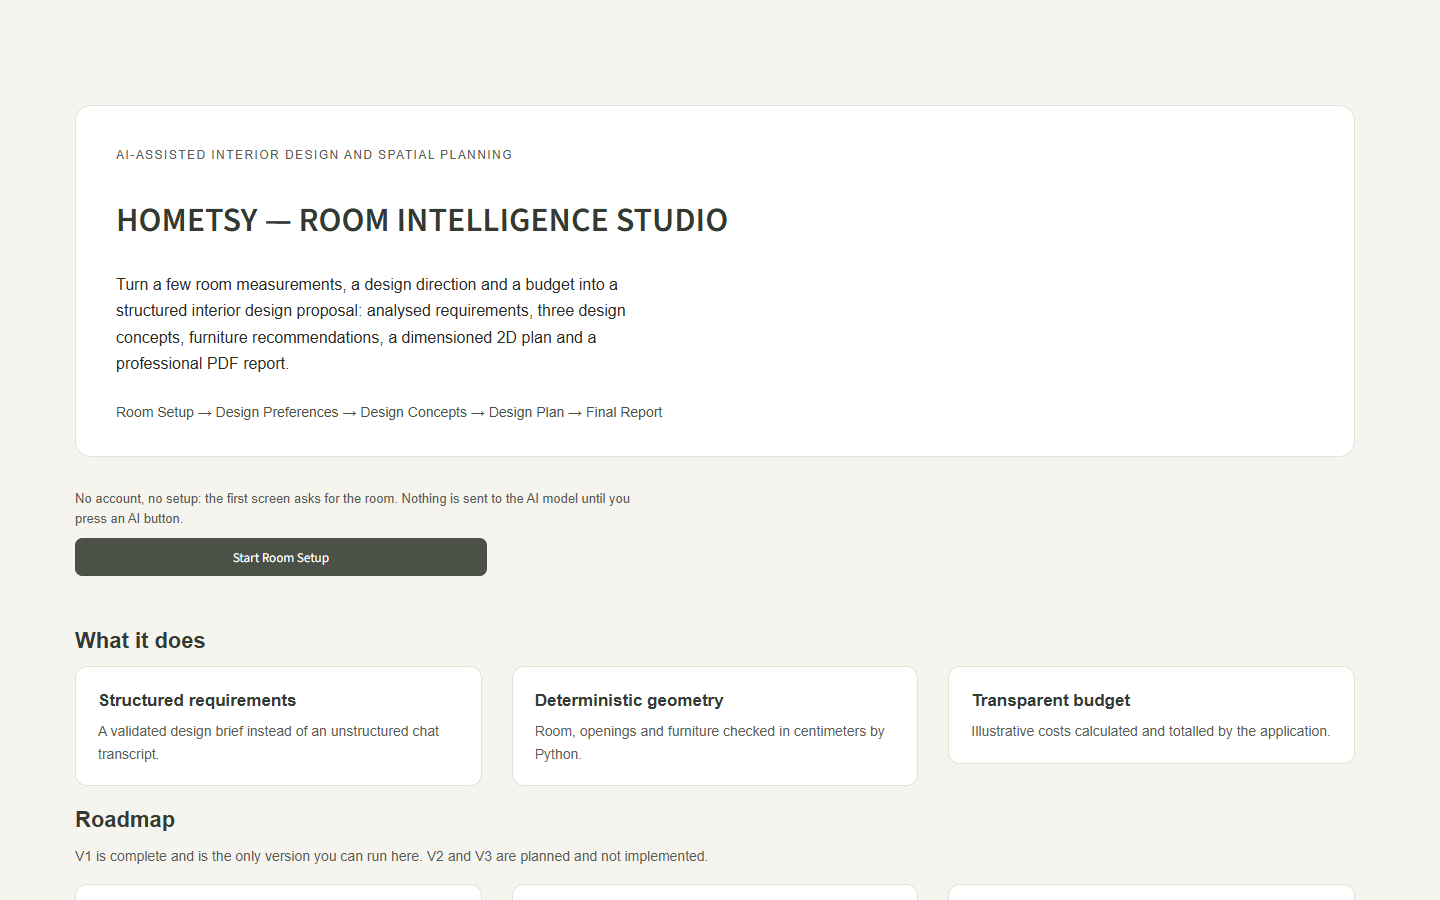 AI-ASSISTED INTERIOR DESIGN AND SPATIAL PLANNING
HOMETSY — ROOM INTELLIGENCE STUDIO
Turn a few room measurements, a design direction and a budget into a
structured interior design proposal: analysed requirements, three design
concepts, furniture recommendations, a dimensioned 2D plan and a
professional PDF report.
Room Setup → Design Preferences → Design Concepts → Design Plan → Final Report
No account, no setup: the first screen asks for the room. Nothing is sent to the AI model until you
press an AI button.
Start Room Setup
What it does
Structured requirements
A validated design brief instead of an unstructured chat
transcript.
Deterministic geometry
Room, openings and furniture checked in centimeters by
Python.
Transparent budget
Illustrative costs calculated and totalled by the application.
Roadmap
V1 is complete and is the only version you can run here. V2 and V3 are planned and not implemented.